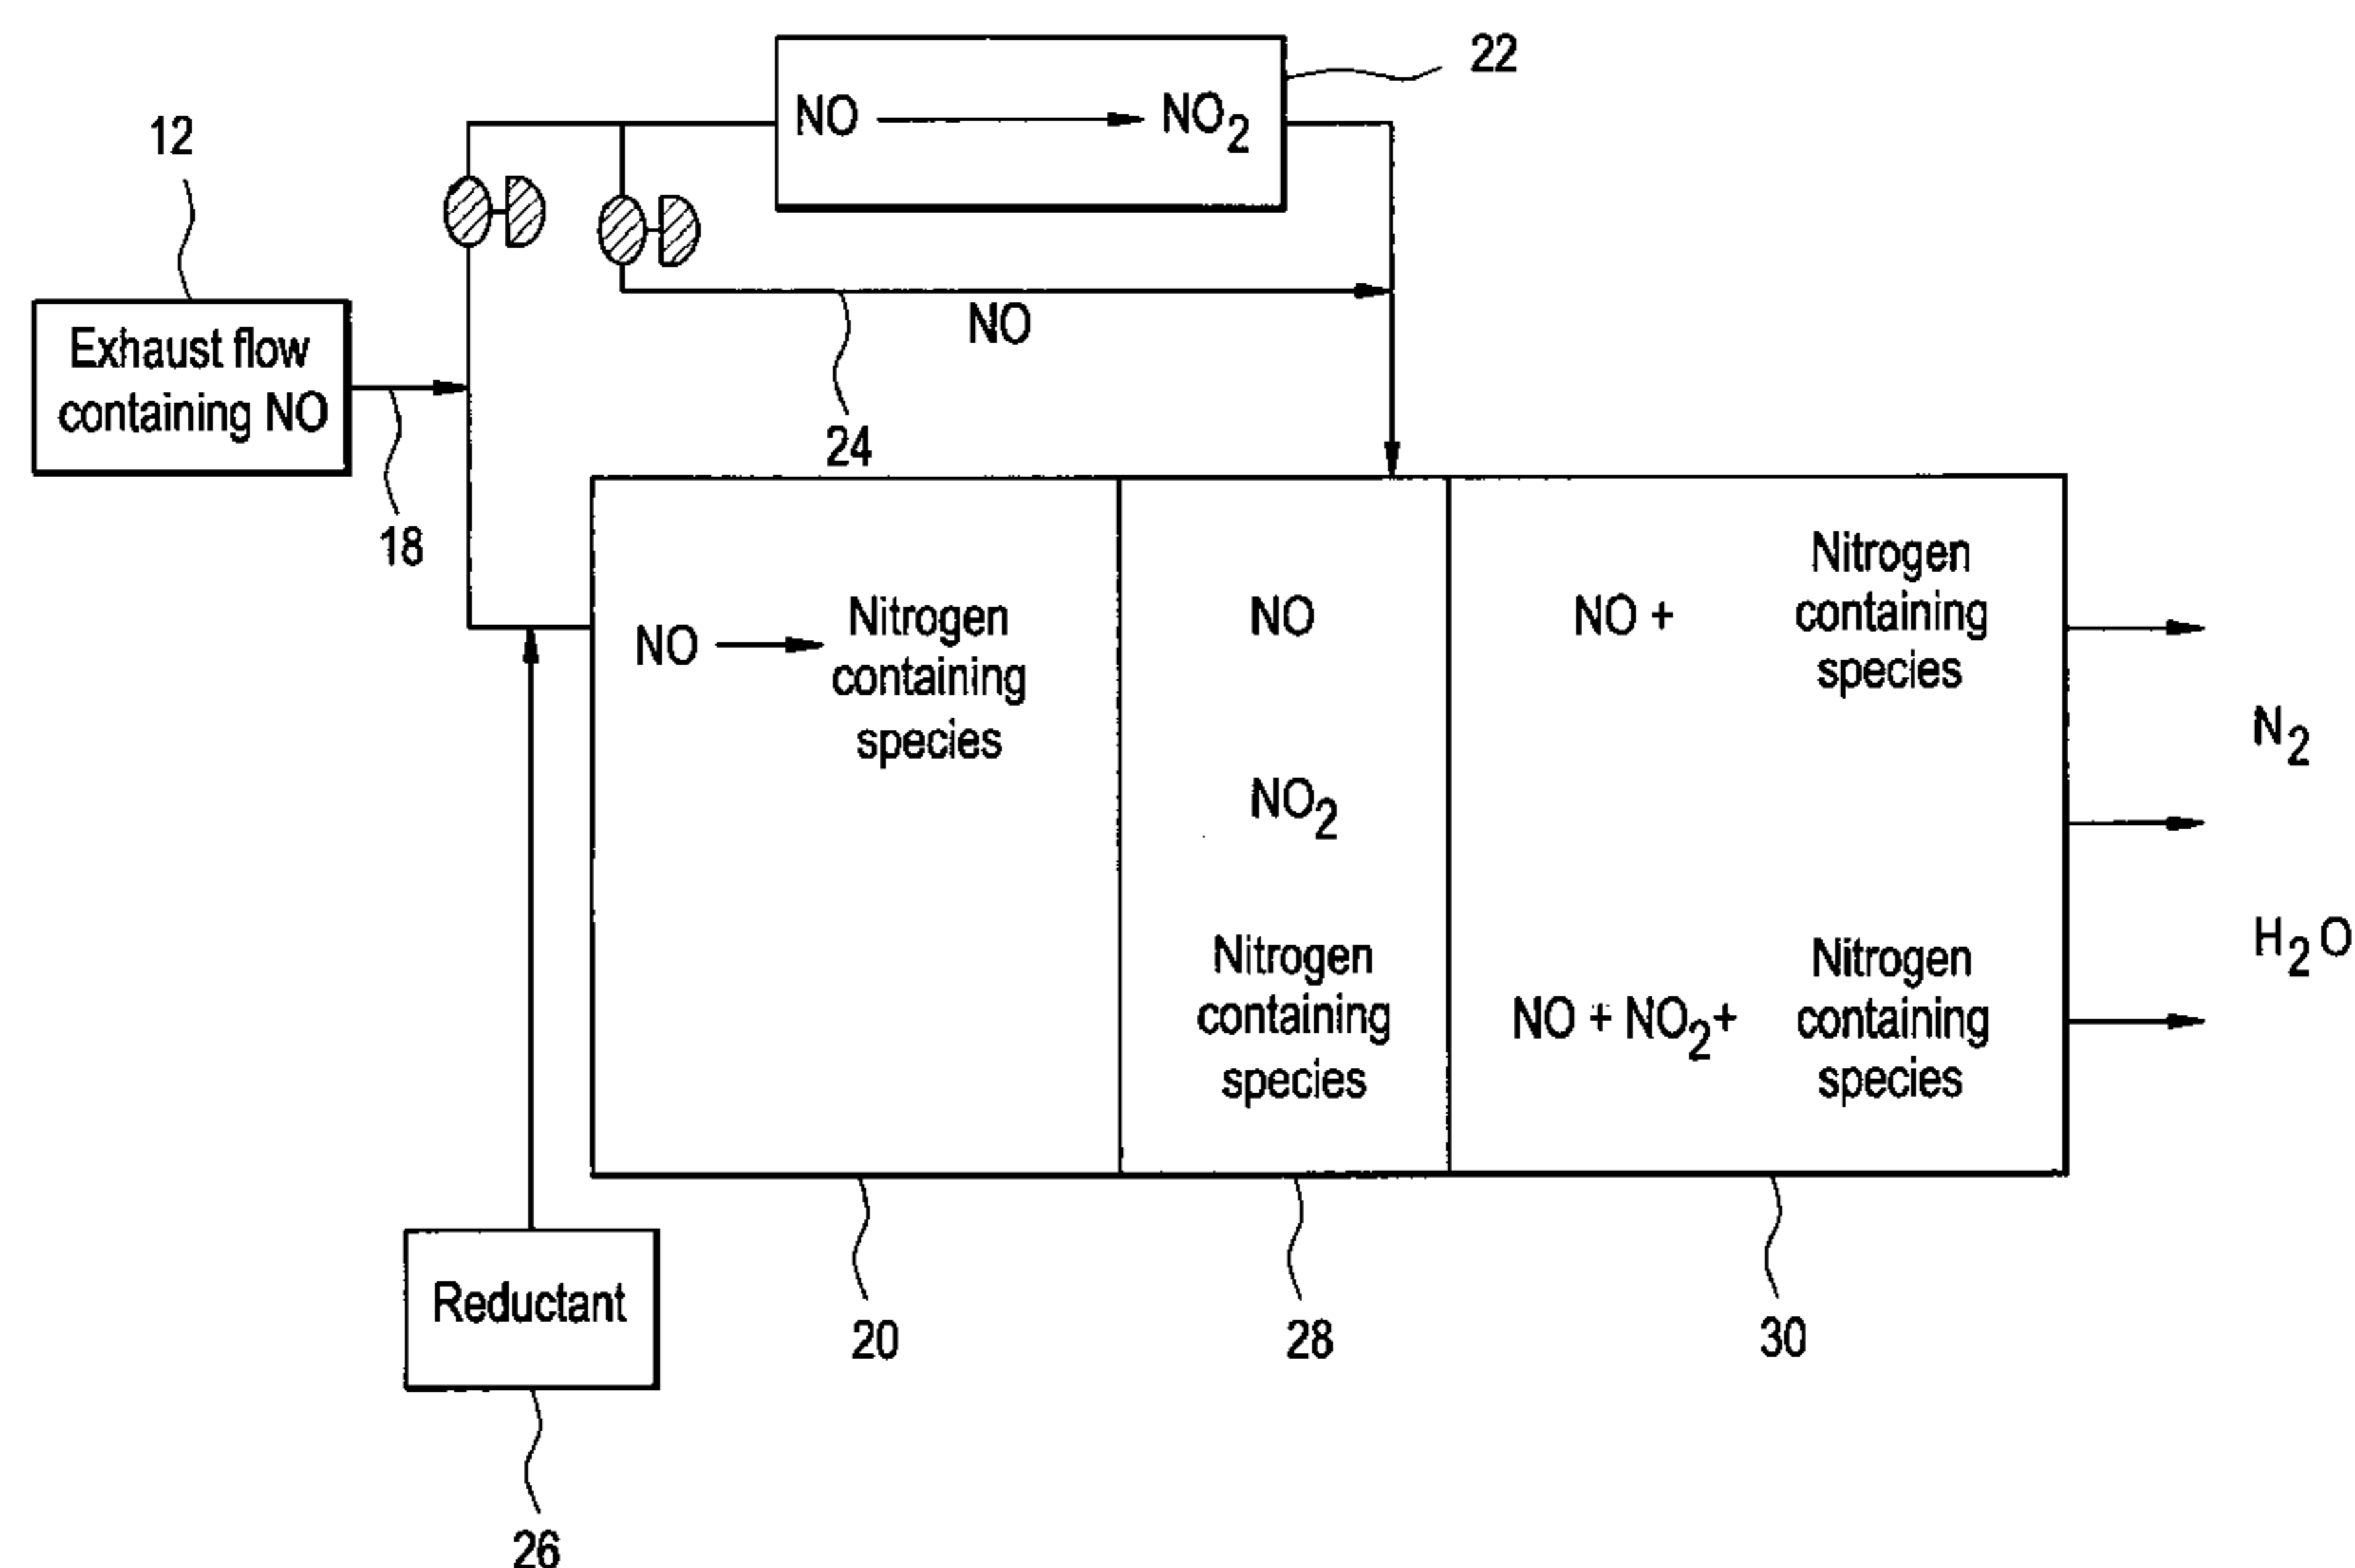 22
NO
NO2
12
Exhaust flow
containing NO
NO
24
18
NO
Nitrogen
containing
species
NO
NO2
Nitrogen
containing
species
NO +
Nitrogen
containing
species
NO + NO2+
Nitrogen
containing
species
N2
H2O
Reductant
20
28
30
26